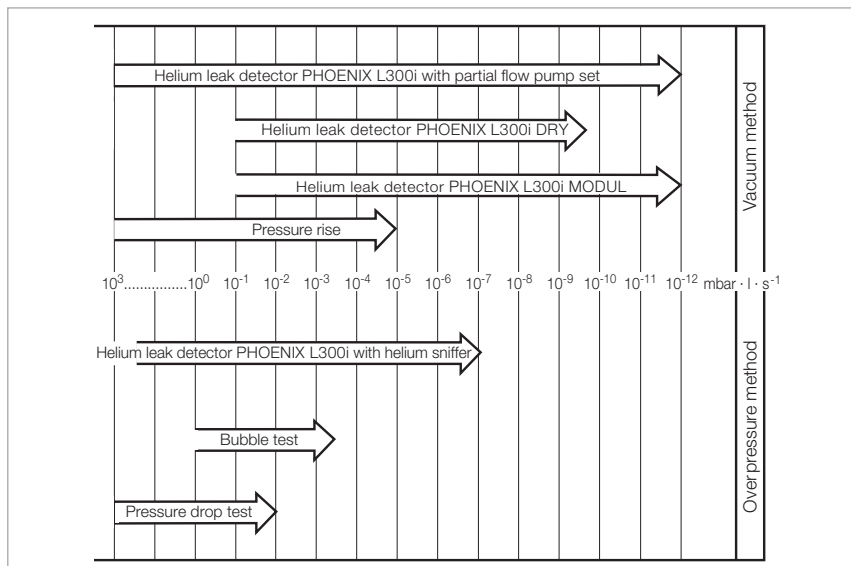 Helium leak detector PHOENIX L300i with partial flow pump set
Helium leak detector PHOENIX L300i DRY
Helium leak detector PHOENIX L300i MODUL
Pressure rise
Vacuum method
10³...............10⁰ 10⁻¹ 10⁻² 10⁻³ 10⁻⁴ 10⁻⁵ 10⁻⁶ 10⁻⁷ 10⁻⁸ 10⁻⁹ 10⁻¹⁰ 10⁻¹¹ 10⁻¹² mbar · l · s⁻¹
Helium leak detector PHOENIX L300i with helium sniffer
Bubble test
Pressure drop test
Overpressure method